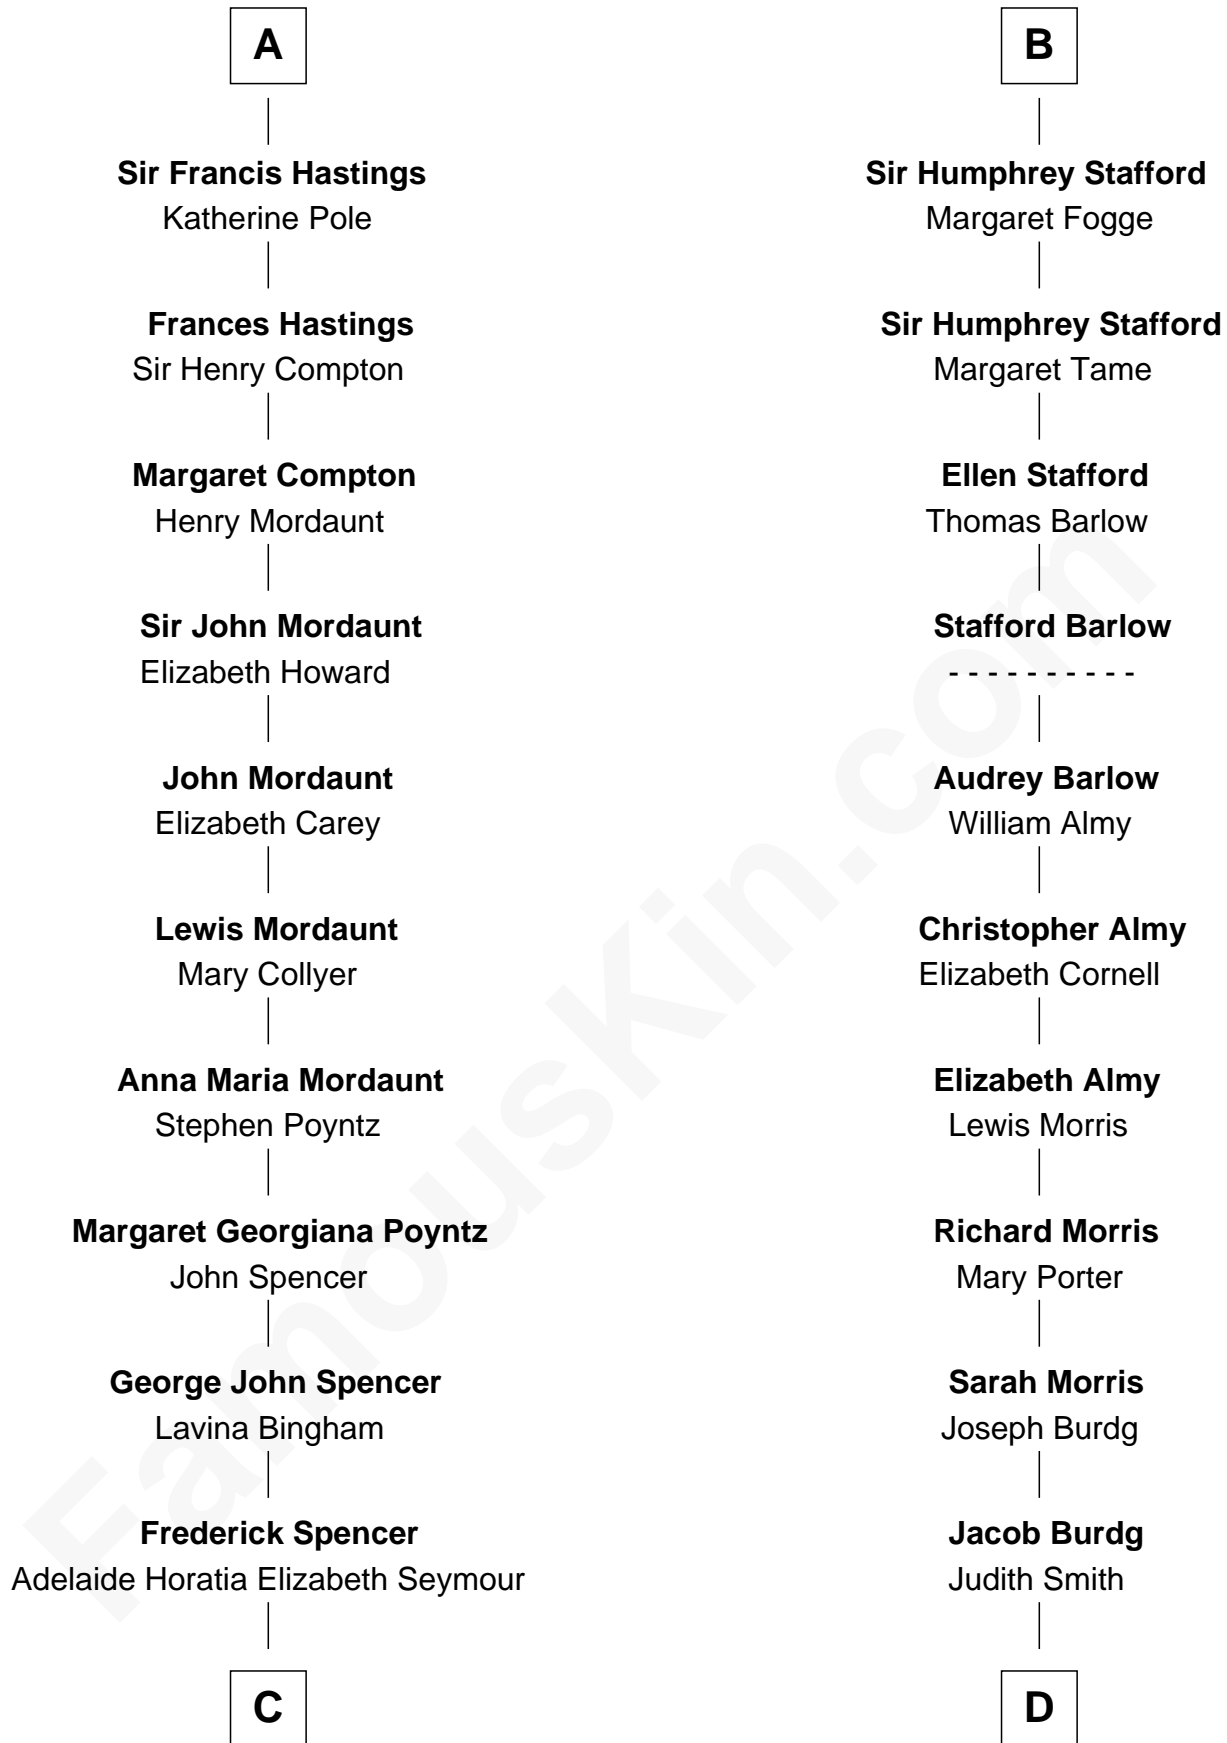 A
Sir Francis Hastings
Katherine Pole
Frances Hastings
Sir Henry Compton
Margaret Compton
Henry Mordaunt
Sir John Mordaunt
Elizabeth Howard
John Mordaunt
Elizabeth Carey
Lewis Mordaunt
Mary Collyer
Anna Maria Mordaunt
Stephen Poyntz
Margaret Georgiana Poyntz
John Spencer
George John Spencer
Lavina Bingham
Frederick Spencer
Adelaide Horatia Elizabeth Seymour
C
B
Sir Humphrey Stafford
Margaret Fogge
Sir Humphrey Stafford
Margaret Tame
Ellen Stafford
Thomas Barlow
Stafford Barlow
- - - - - - - - - -
Audrey Barlow
William Almy
Christopher Almy
Elizabeth Cornell
Elizabeth Almy
Lewis Morris
Richard Morris
Mary Porter
Sarah Morris
Joseph Burdg
Jacob Burdg
Judith Smith
D
FamousKin.com